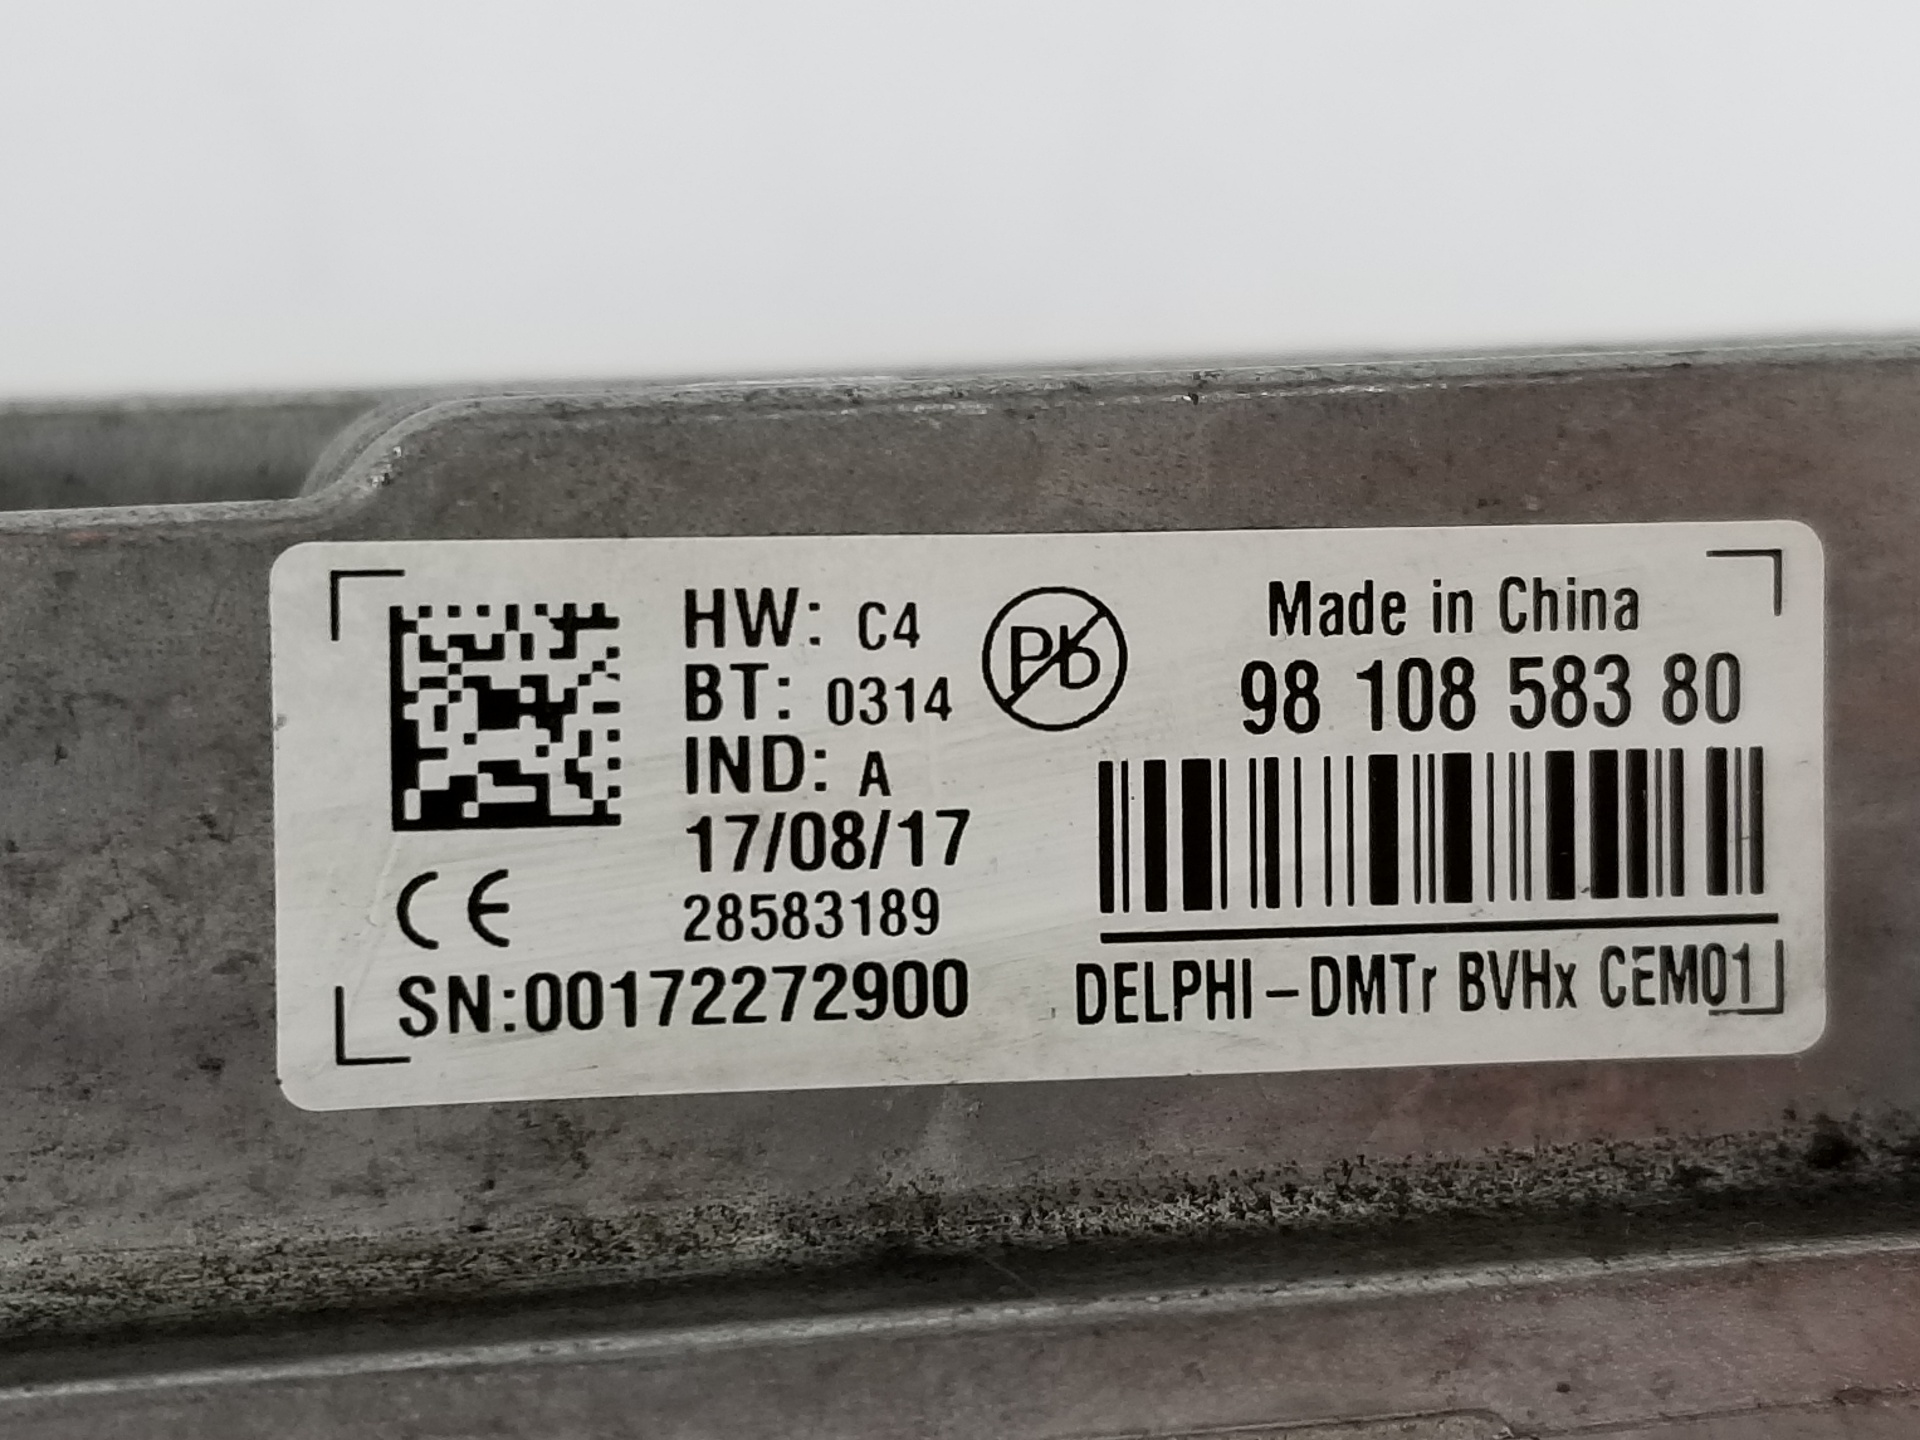 HW: C4
BT: 0314
IND: A
17/08/17
28583189
CE
SN:00172272900
Pb
Made in China
98 108 583 80
DELPHI-DMTr BVHx CEM01